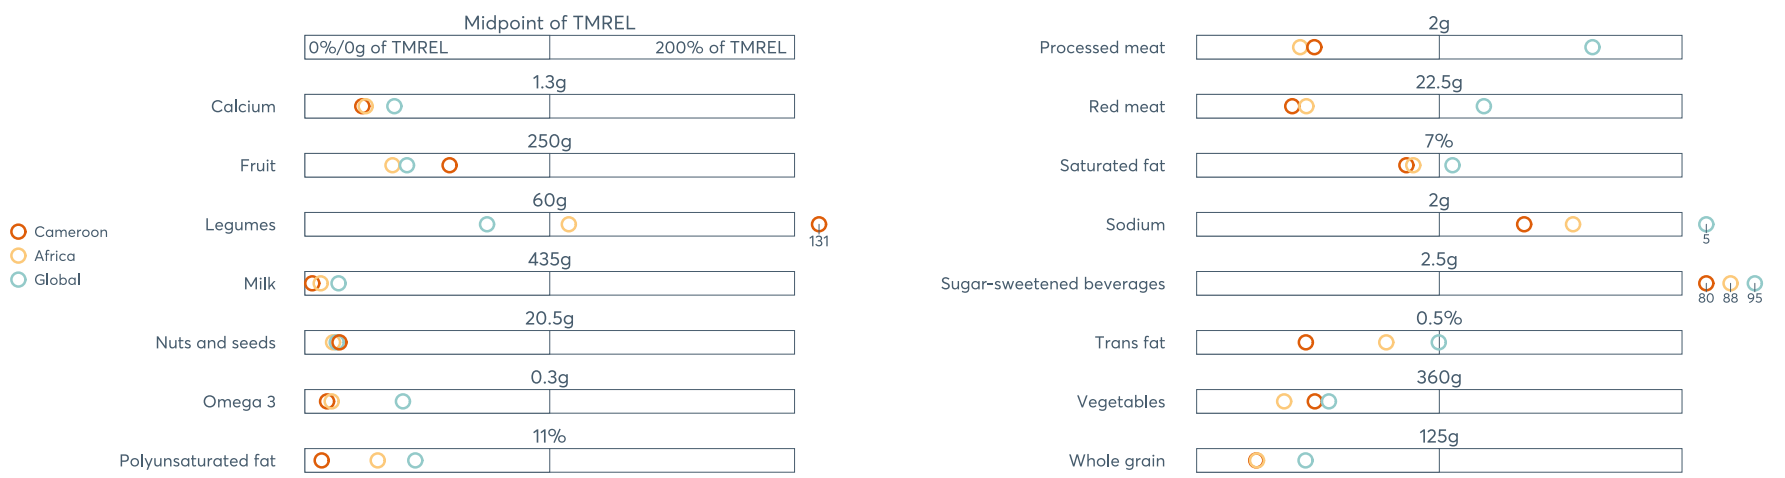 Midpoint of TMREL
0%/0g of TMREL 200% of TMREL
1.3g
Calcium
250g
Fruit
60g
Legumes
131
435g
Milk
20.5g
Nuts and seeds
0.3g
Omega 3
11%
Polyunsaturated fat
Cameroon
Africa
Global
2g
Processed meat
22.5g
Red meat
7%
Saturated fat
2g
Sodium
5
2.5g
Sugar-sweetened beverages
80 88 95
0.5%
Trans fat
360g
Vegetables
125g
Whole grain